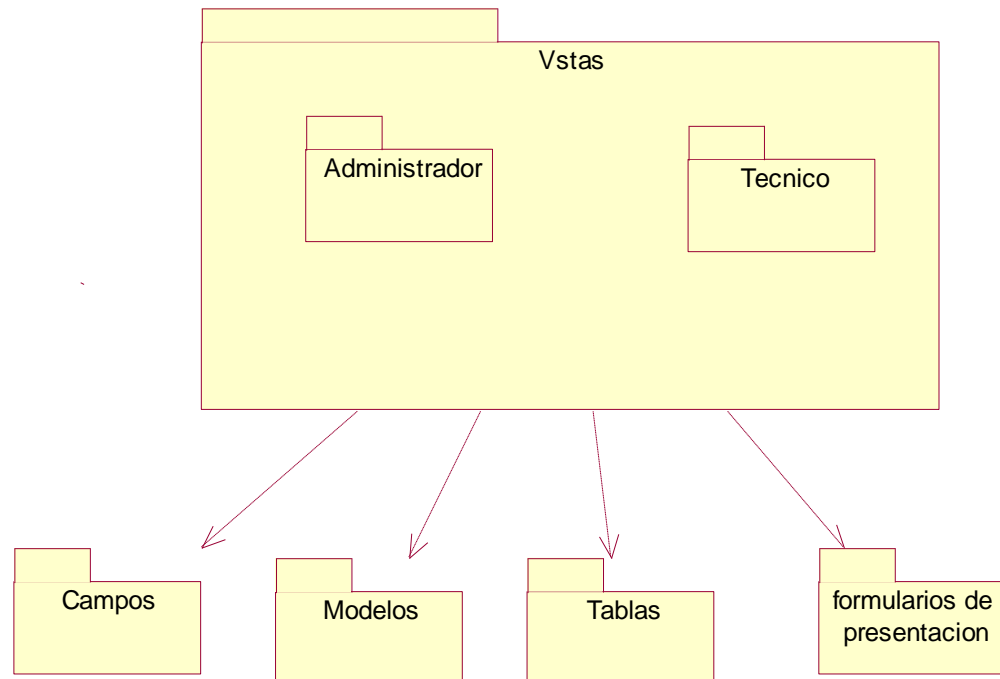 Vstas
Administrador
Tecnico
Campos
Modelos
Tablas
formularios de
presentacion